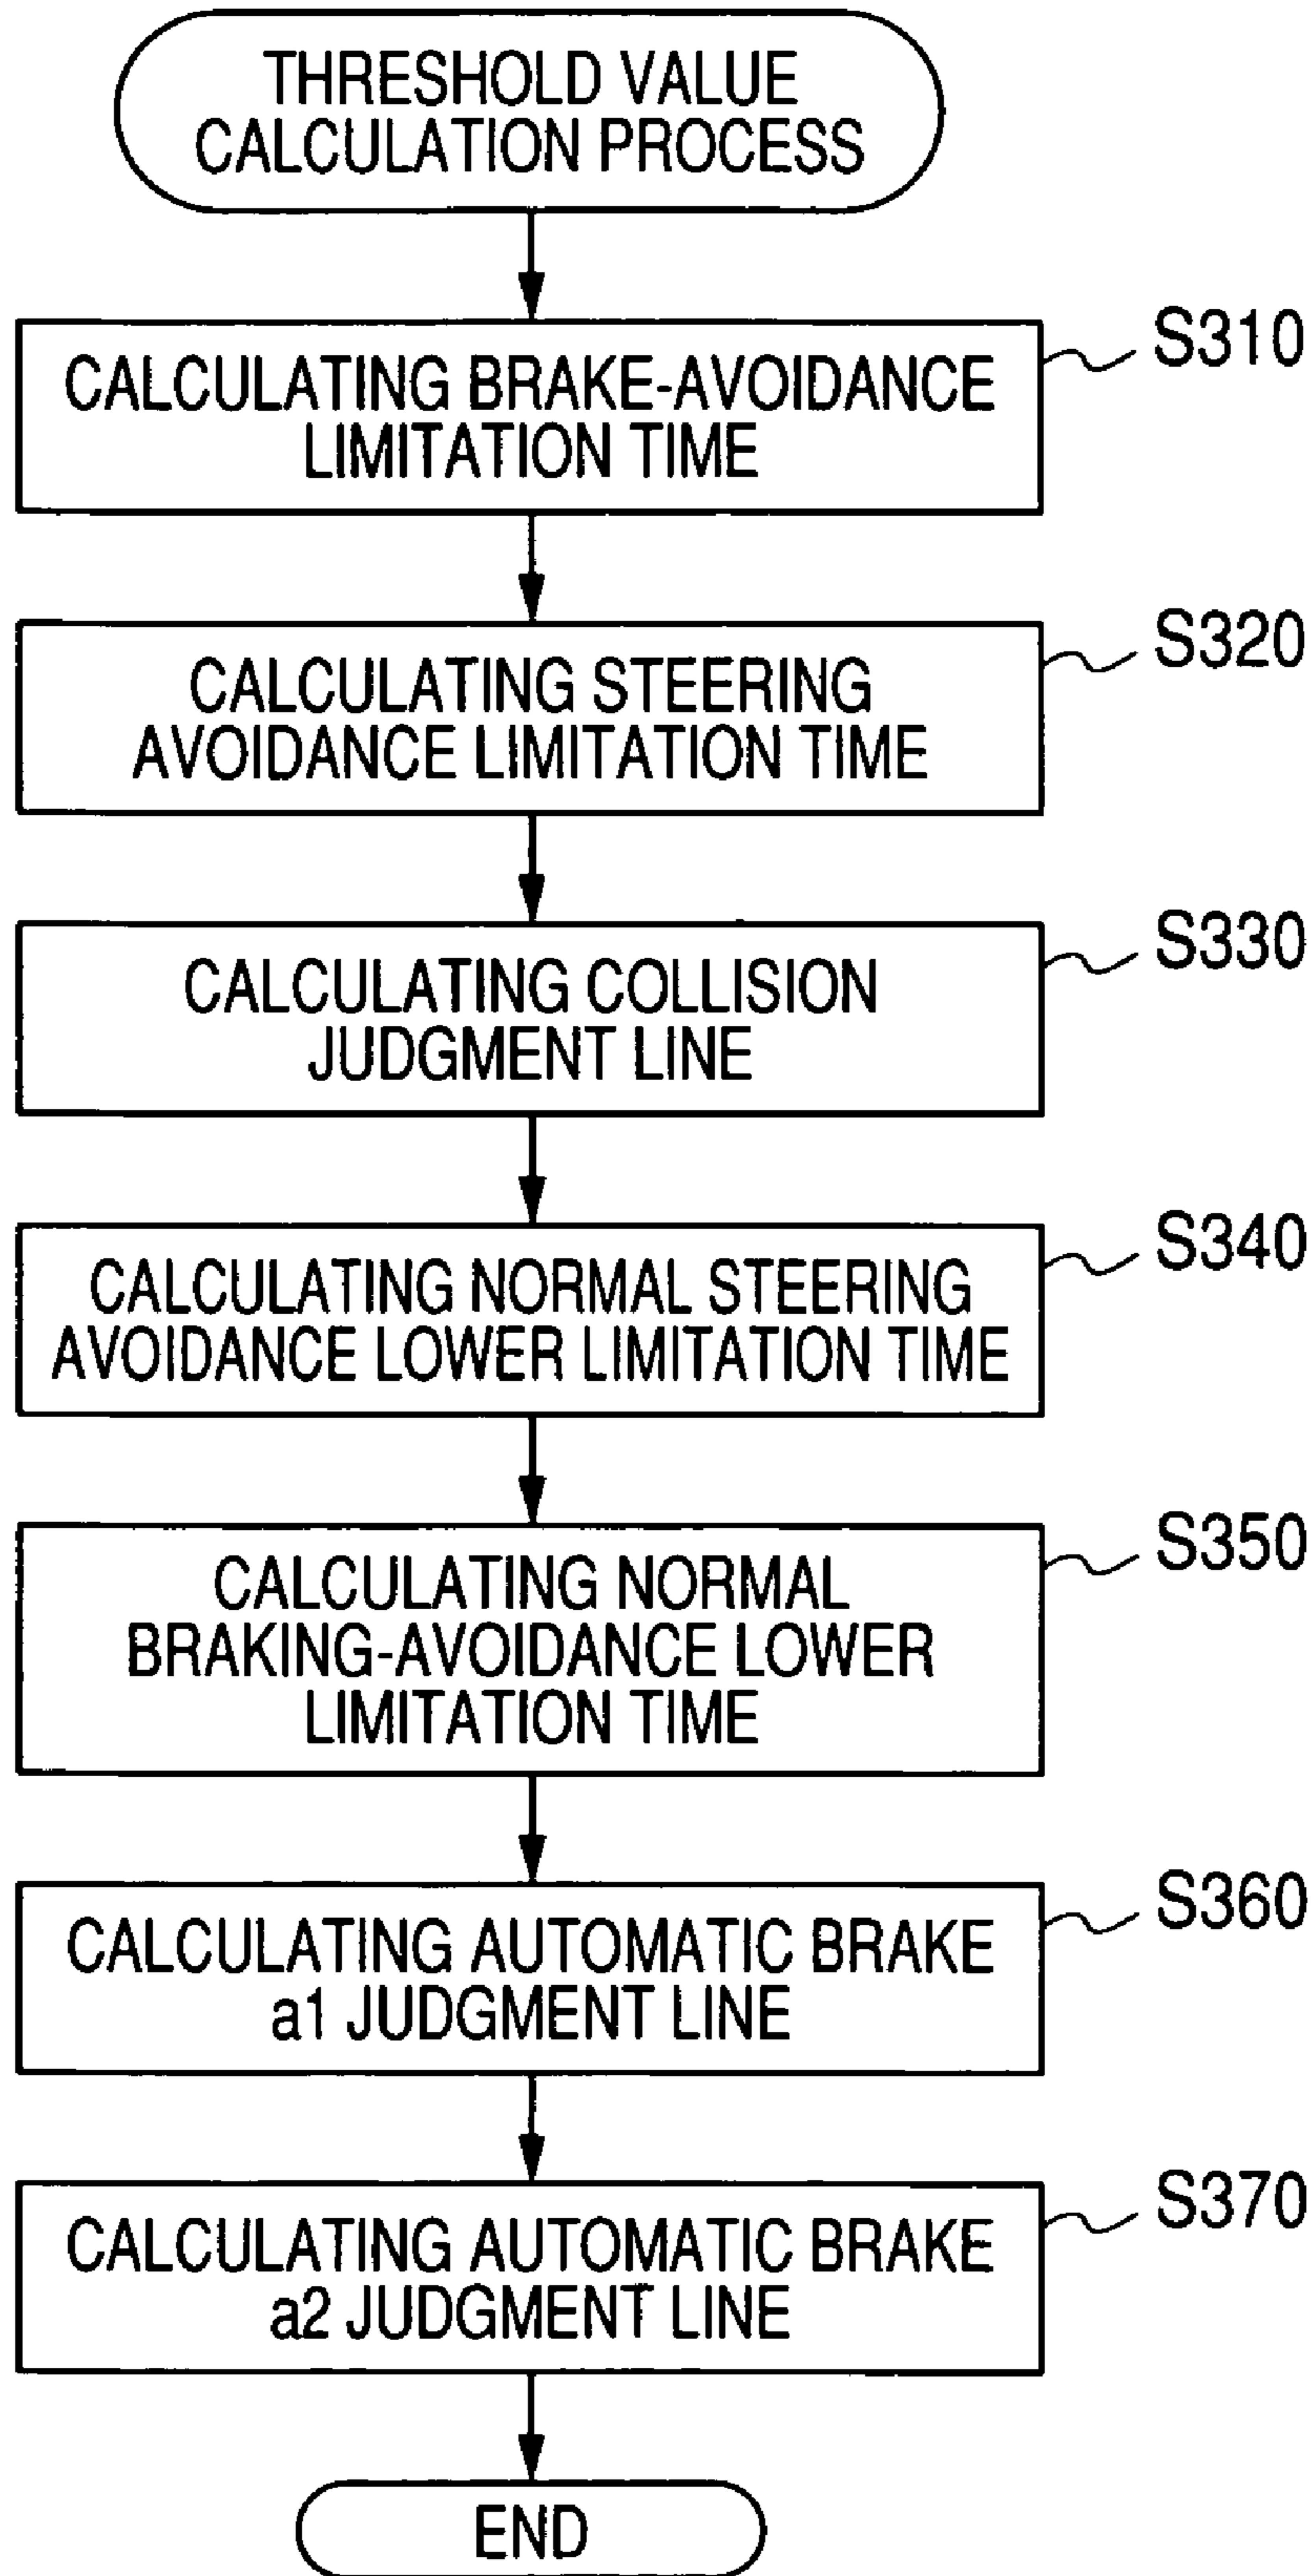 THRESHOLD VALUE
CALCULATION PROCESS
S310
CALCULATING BRAKE-AVOIDANCE
LIMITATION TIME
S320
CALCULATING STEERING
AVOIDANCE LIMITATION TIME
S330
CALCULATING COLLISION
JUDGMENT LINE
S340
CALCULATING NORMAL STEERING
AVOIDANCE LOWER LIMITATION TIME
S350
CALCULATING NORMAL
BRAKING-AVOIDANCE LOWER
LIMITATION TIME
S360
CALCULATING AUTOMATIC BRAKE
a1 JUDGMENT LINE
S370
CALCULATING AUTOMATIC BRAKE
a2 JUDGMENT LINE
END